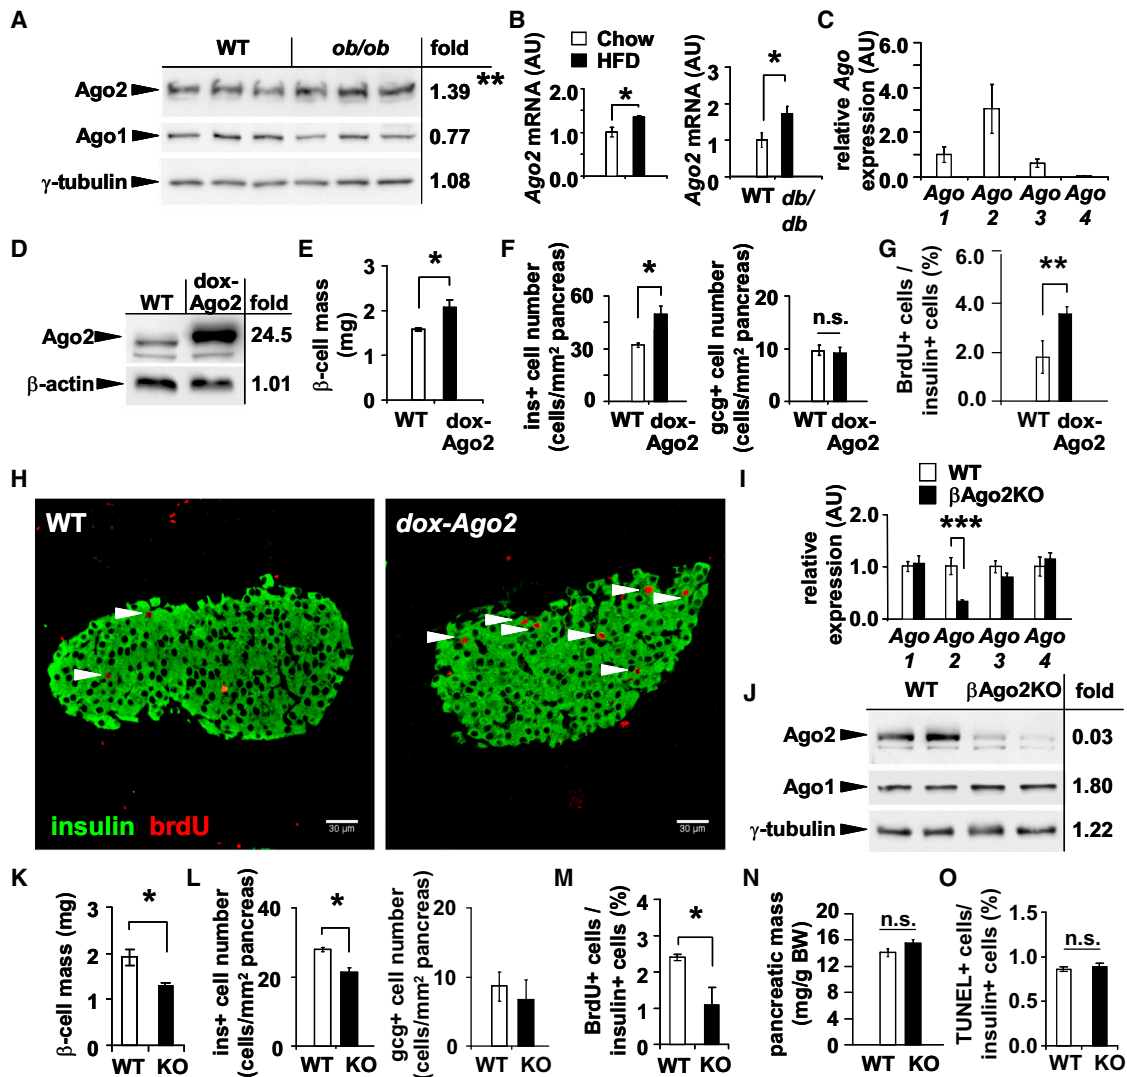 A
WT ob/ob fold
Ago2 1.39 **
Ago1 0.77
γ-tubulin 1.08
B
Chow
HFD
Ago2 mRNA (AU)
2.0
1.0
0.0
*
Ago2 mRNA (AU)
3
2
1
0
*
WT db/
db
C
relative Ago
expression (AU)
6.0
4.0
2.0
0
Ago Ago Ago Ago
1 2 3 4
D
WT dox-
Ago2 fold
Ago2 24.5
β-actin 1.01
E
β-cell mass
(mg)
3
2
1
0
*
WT dox-
Ago2
F
ins+ cell number
(cells/mm² pancreas)
60
30
0
*
WT dox-
Ago2
gcg+ cell number
(cells/mm² pancreas)
20
10
0
n.s.
WT dox-
Ago2
G
BrdU+ cells /
insulin+ cells (%)
6.0
4.0
2.0
0.0
**
WT dox-
Ago2
H
WT
insulin brdU
30 µm
dox-Ago2
30 µm
I
WT
βAgo2KO
relative
expression (AU)
2.0
1.0
0.0
***
Ago Ago Ago Ago
1 2 3 4
J
WT βAgo2KO fold
Ago2 0.03
Ago1 1.80
γ-tubulin 1.22
K
β-cell mass (mg)
3
2
1
0
*
WT KO
L
ins+ cell number
(cells/mm² pancreas)
40
20
0
*
WT KO
gcg+ cell number
(cells/mm² pancreas)
20
10
0
WT KO
M
BrdU+ cells /
insulin+ cells (%)
4
3
2
1
0
*
WT KO
N
pancreatic mass
(mg/g BW)
20
16
12
8
4
0
n.s.
WT KO
O
TUNEL+ cells/
insulin+ cells (%)
1.5
1.0
0.5
0.0
n.s.
WT KO